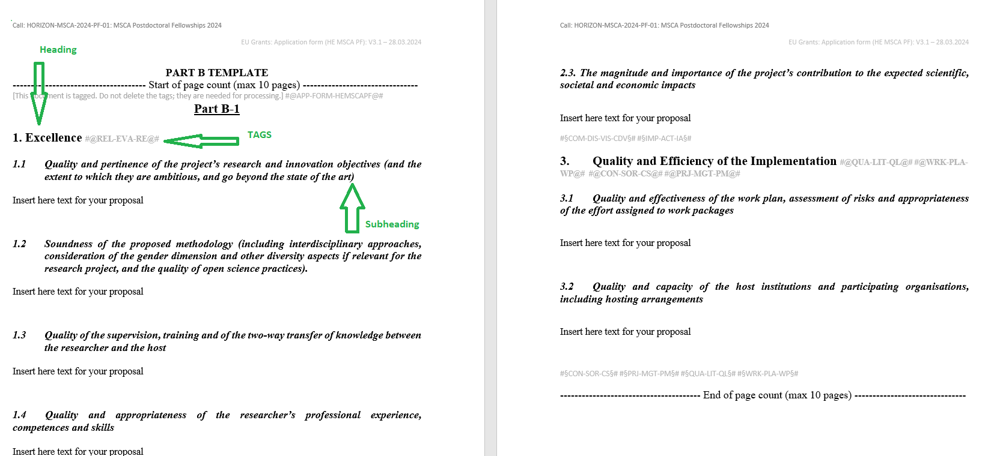 Call: HORIZON-MSCA-2024-PF-01: MSCA Postdoctoral Fellowships 2024
EU Grants: Application form (HE MSCA PF): V3.1 – 28.03.2024
Heading
PART B TEMPLATE
------------------------------------- Start of page count (max 10 pages) --------------------------------
[This document is tagged. Do not delete the tags; they are needed for processing.] #@APP-FORM-HEMSCAPF@#
Part B-1
1. Excellence #@REL-EVA-RE@#
TAGS
1.1 Quality and pertinence of the project’s research and innovation objectives (and the
extent to which they are ambitious, and go beyond the state of the art)
Insert here text for your proposal
Subheading
1.2 Soundness of the proposed methodology (including interdisciplinary approaches,
consideration of the gender dimension and other diversity aspects if relevant for the
research project, and the quality of open science practices).
Insert here text for your proposal
1.3 Quality of the supervision, training and of the two-way transfer of knowledge between
the researcher and the host
Insert here text for your proposal
1.4 Quality and appropriateness of the researcher’s professional experience,
competences and skills
Insert here text for your proposal
Call: HORIZON-MSCA-2024-PF-01: MSCA Postdoctoral Fellowships 2024
EU Grants: Application form (HE MSCA PF): V3.1 – 28.03.2024
2.3. The magnitude and importance of the project’s contribution to the expected scientific,
societal and economic impacts
Insert here text for your proposal
#§COM-DIS-VIS-CDV§# #§IMP-ACT-IA§#
3. Quality and Efficiency of the Implementation #@QUA-LIT-QL@# #@WRK-PLA-
WP@# #@CON-SOR-CS@# #@PRJ-MGT-PM@#
3.1 Quality and effectiveness of the work plan, assessment of risks and appropriateness
of the effort assigned to work packages
Insert here text for your proposal
3.2 Quality and capacity of the host institutions and participating organisations,
including hosting arrangements
Insert here text for your proposal
#§CON-SOR-CS§# #§PRJ-MGT-PM§# #§QUA-LIT-QL§# #§WRK-PLA-WP§#
--------------------------------------- End of page count (max 10 pages) -------------------------------